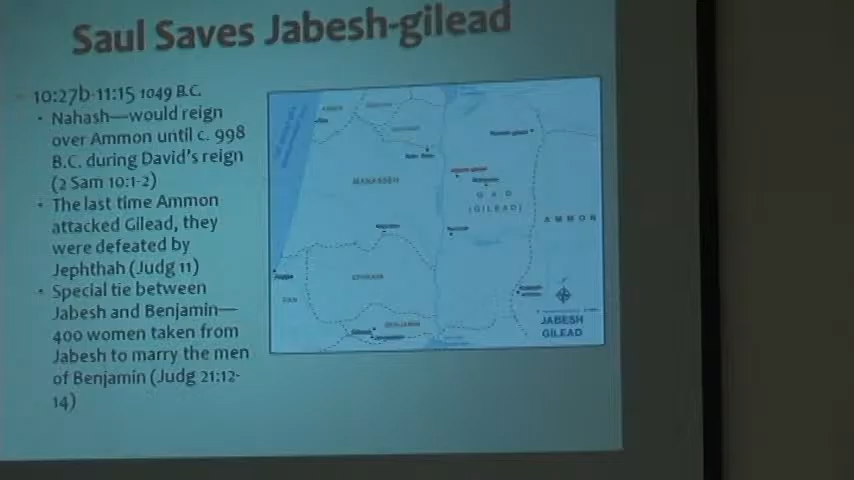 Saul Saves Jabesh-gilead
10:27b-11:15 1049 B.C.
Nahash—would reign
over Ammon until c. 998
B.C. during David's reign
(2 Sam 10:1-2)
The last time Ammon
attacked Gilead, they
were defeated by
Jephthah (Judg 11)
Special tie between
Jabesh and Benjamin—
400 women taken from
Jabesh to marry the men
of Benjamin (Judg 21:12-
14)
MANASSEH
GAD
(GILEAD)
AMMON
EPHRAIM
DAN
BENJAMIN
JABESH
GILEAD